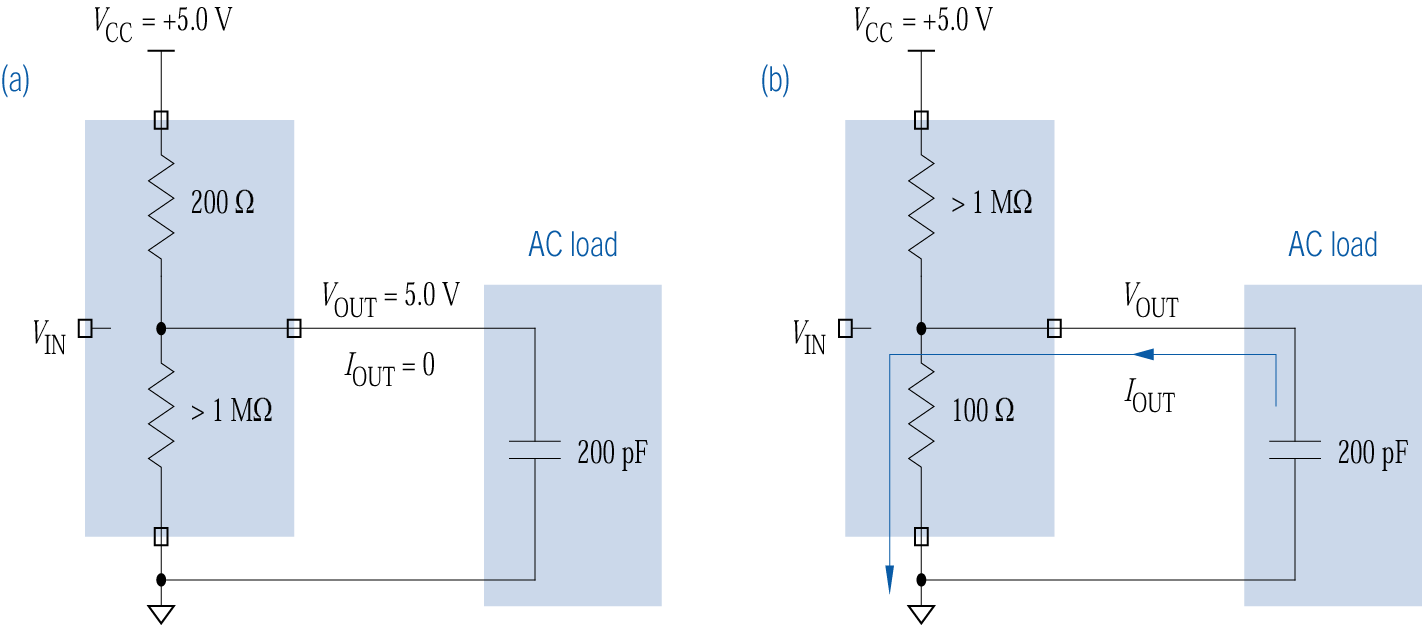 (a)
VCC = +5.0 V
200 Ω
> 1 MΩ
VIN
VOUT = 5.0 V
IOUT = 0
AC load
200 pF
(b)
VCC = +5.0 V
> 1 MΩ
100 Ω
VIN
VOUT
IOUT
AC load
200 pF